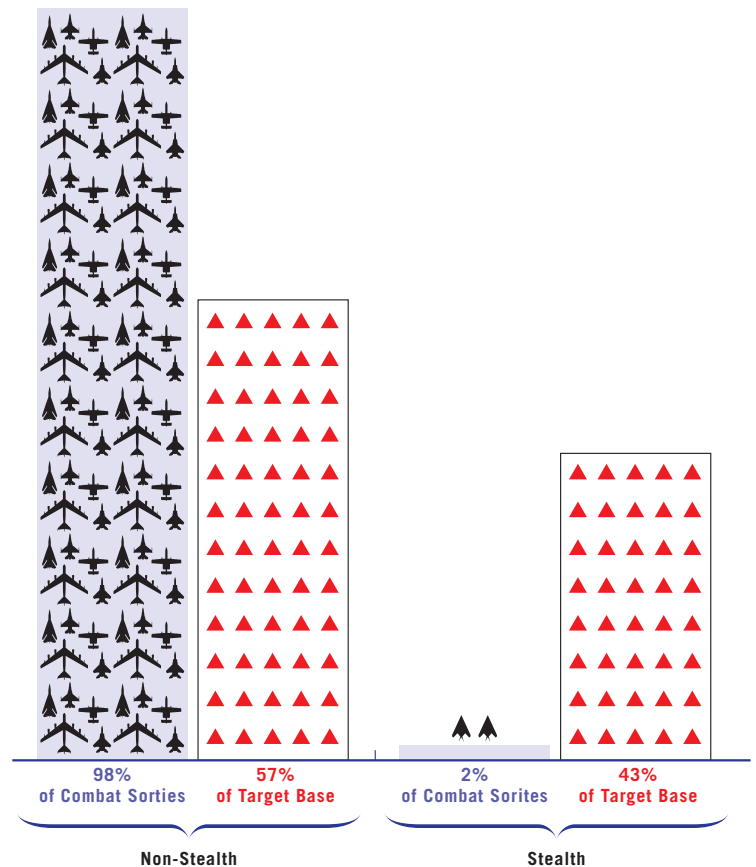 98%
of Combat Sorties
57%
of Target Base
2%
of Combat Sorites
43%
of Target Base
Non-Stealth
Stealth